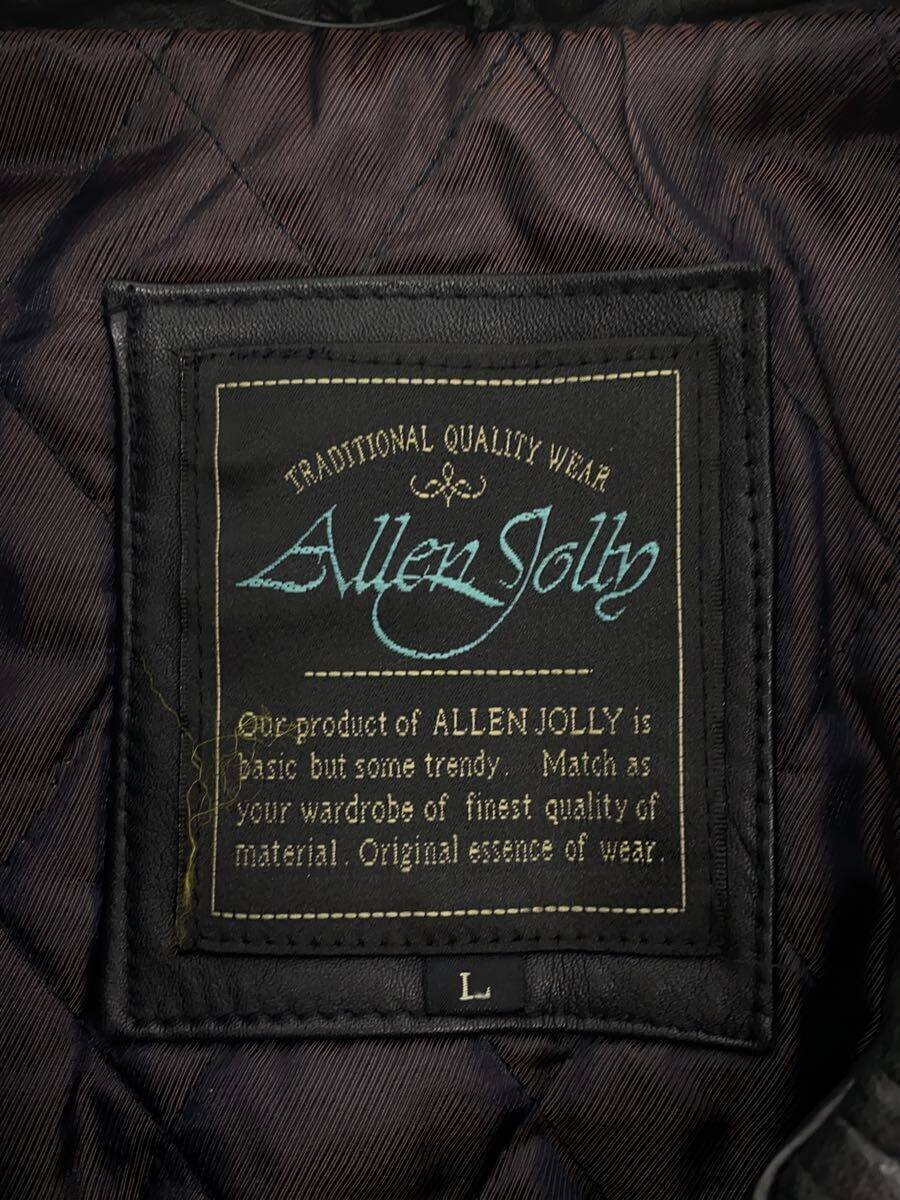 TRADITIONAL QUALITY WEAR
Allen Jolly
Our product of ALLEN JOLLY is
basic but some trendy. Match as
your wardrobe of finest quality of
material. Original essence of wear.
L